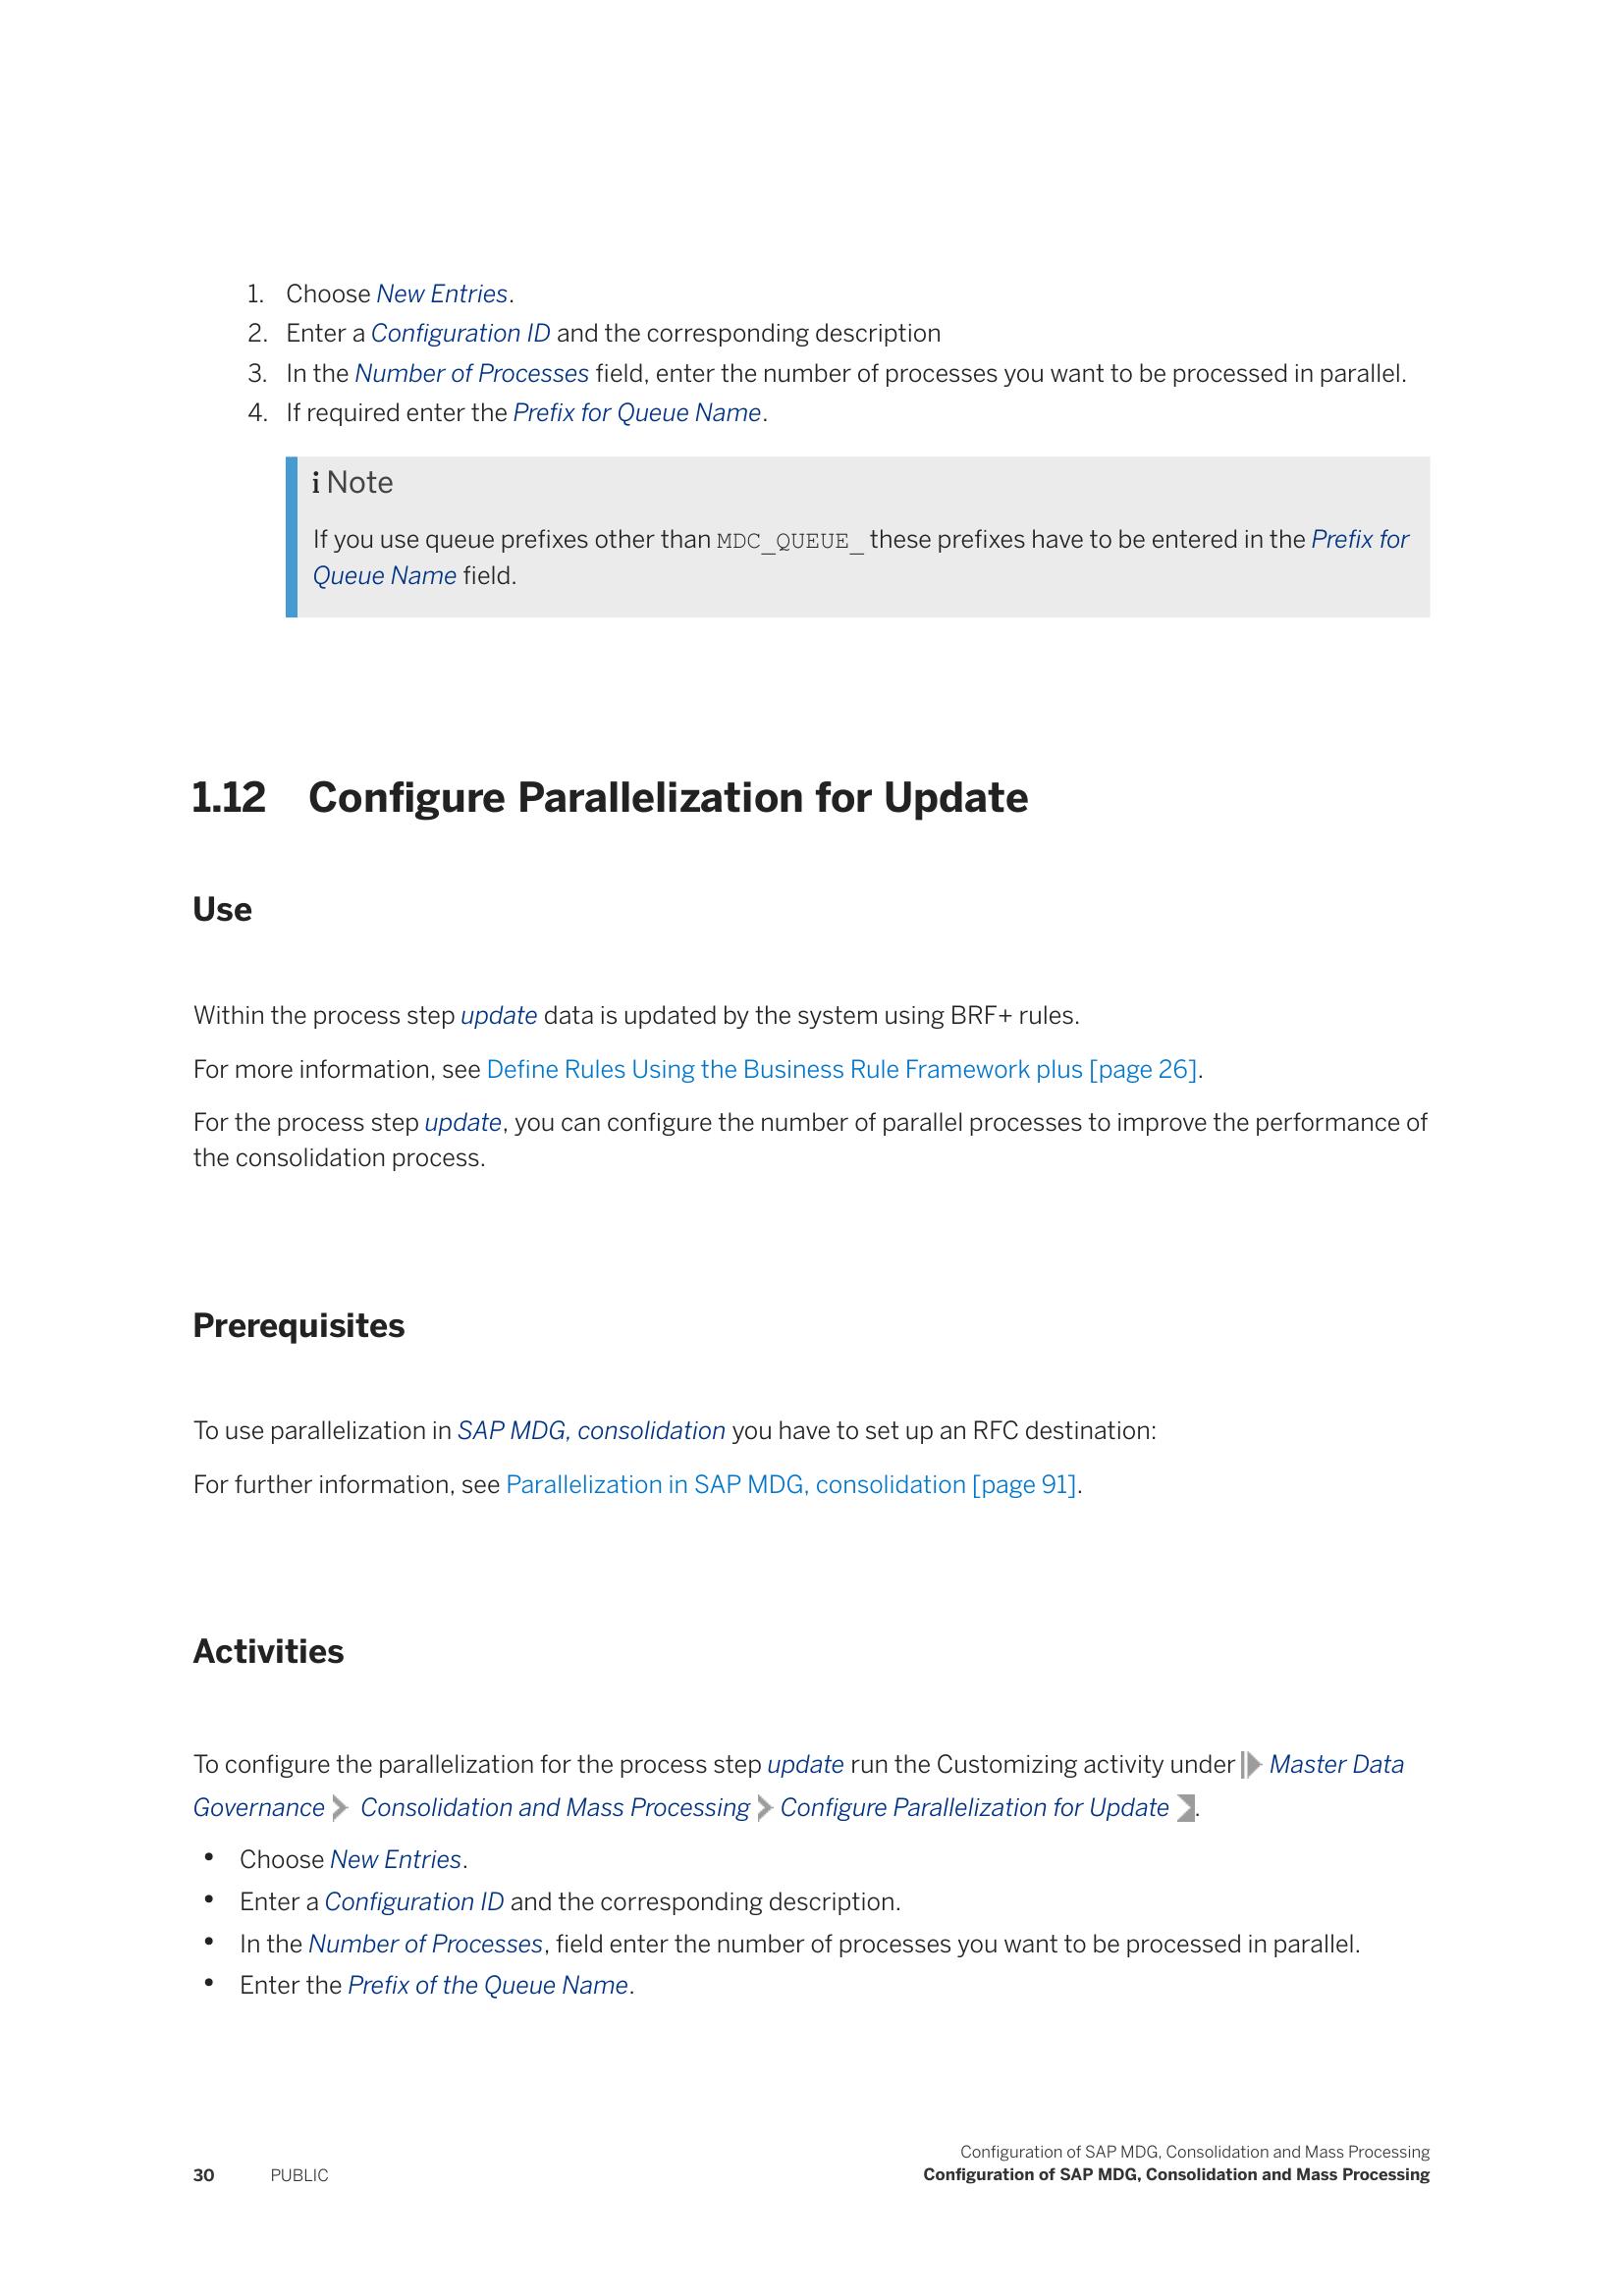 1. Choose New Entries.
2. Enter a Configuration ID and the corresponding description
3. In the Number of Processes field, enter the number of processes you want to be processed in parallel.
4. If required enter the Prefix for Queue Name.
i Note
If you use queue prefixes other than MDC_QUEUE_ these prefixes have to be entered in the Prefix for
Queue Name field.
1.12 Configure Parallelization for Update
Use
Within the process step update data is updated by the system using BRF+ rules.
For more information, see Define Rules Using the Business Rule Framework plus [page 26].
For the process step update, you can configure the number of parallel processes to improve the performance of
the consolidation process.
Prerequisites
To use parallelization in SAP MDG, consolidation you have to set up an RFC destination:
For further information, see Parallelization in SAP MDG, consolidation [page 91].
Activities
To configure the parallelization for the process step update run the Customizing activity under Master Data
Governance Consolidation and Mass Processing Configure Parallelization for Update .
• Choose New Entries.
• Enter a Configuration ID and the corresponding description.
• In the Number of Processes, field enter the number of processes you want to be processed in parallel.
• Enter the Prefix of the Queue Name.
Configuration of SAP MDG, Consolidation and Mass Processing
30 PUBLIC Configuration of SAP MDG, Consolidation and Mass Processing